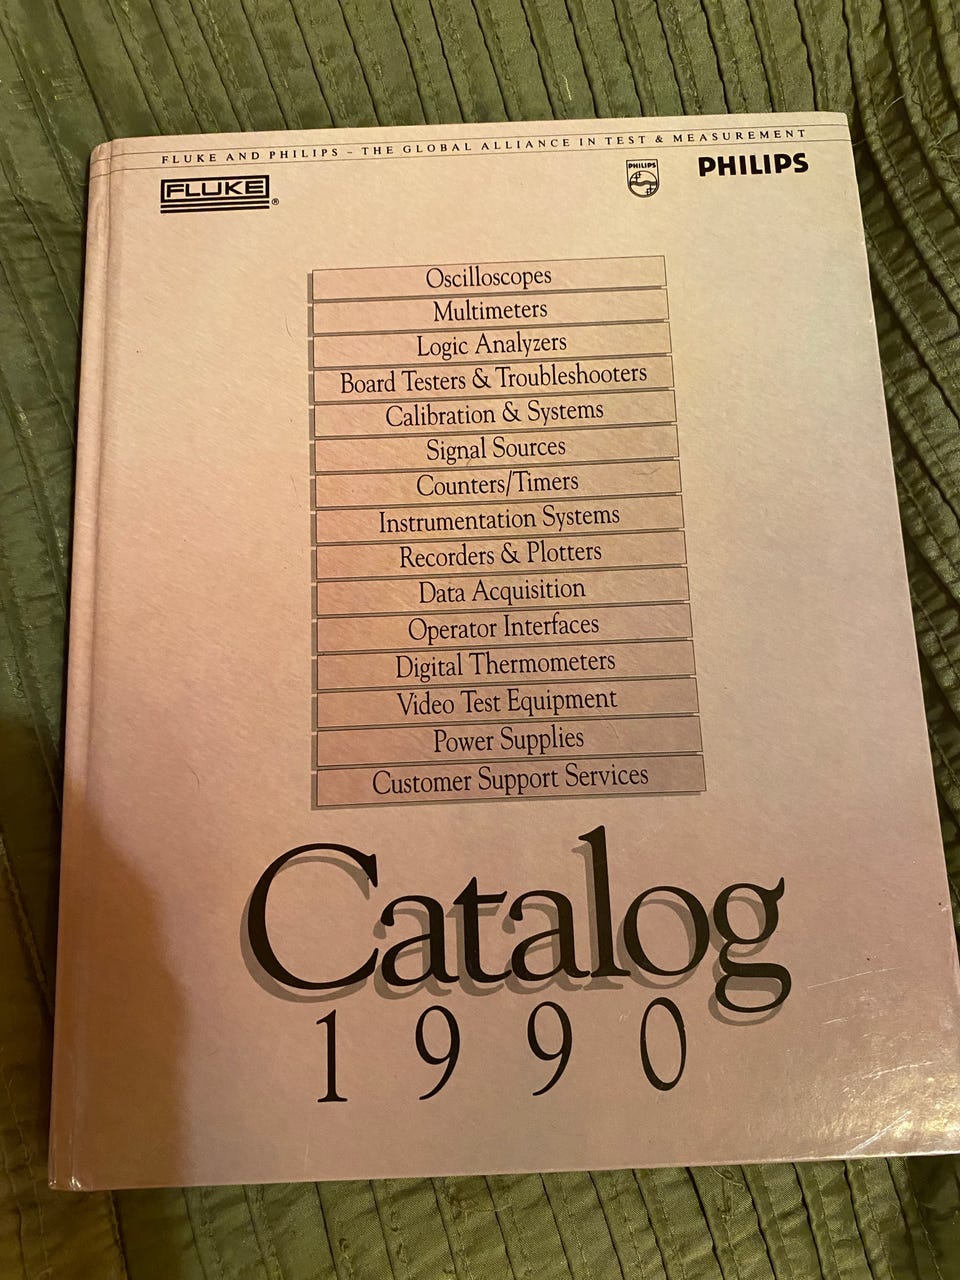 FLUKE AND PHILIPS – THE GLOBAL ALLIANCE IN TEST & MEASUREMENT
FLUKE ®
PHILIPS
PHILIPS
Oscilloscopes
Multimeters
Logic Analyzers
Board Testers & Troubleshooters
Calibration & Systems
Signal Sources
Counters/Timers
Instrumentation Systems
Recorders & Plotters
Data Acquisition
Operator Interfaces
Digital Thermometers
Video Test Equipment
Power Supplies
Customer Support Services
Catalog
1990